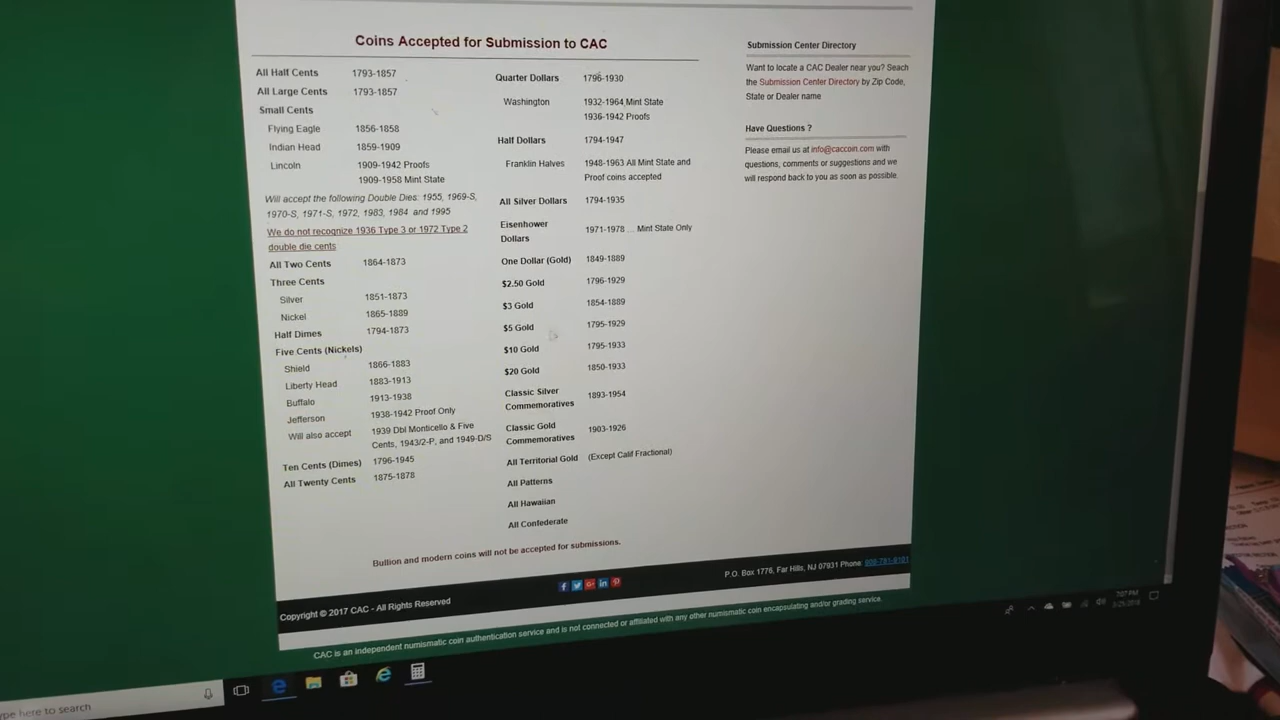 Coins Accepted for Submission to CAC
All Half Cents 1793-1857
All Large Cents 1793-1857
Small Cents
Flying Eagle 1856-1858
Indian Head 1859-1909
Lincoln 1909-1942 Proofs
1909-1958 Mint State
Will accept the following Double Dies: 1955, 1969-S,
1970-S, 1971-S, 1972, 1983, 1984 and 1995
We do not recognize 1936 Type 3 or 1972 Type 2
double die cents
All Two Cents 1864-1873
Three Cents
Silver 1851-1873
Nickel 1865-1889
Half Dimes 1794-1873
Five Cents (Nickels)
Shield 1866-1883
Liberty Head 1883-1913
Buffalo 1913-1938
Jefferson 1938-1942 Proof Only
Will also accept 1939 Dbl Monticello & Five
Cents, 1943/2-P, and 1949-D/S
Ten Cents (Dimes) 1796-1945
All Twenty Cents 1875-1878
Quarter Dollars 1796-1930
Washington 1932-1964 Mint State
1936-1942 Proofs
Half Dollars 1794-1947
Franklin Halves 1948-1963 All Mint State and
Proof coins accepted
All Silver Dollars 1794-1935
Eisenhower
Dollars 1971-1978 ... Mint State Only
One Dollar (Gold) 1849-1889
$2.50 Gold 1796-1929
$3 Gold 1854-1889
$5 Gold 1795-1929
$10 Gold 1795-1933
$20 Gold 1850-1933
Classic Silver
Commemoratives 1893-1954
Classic Gold
Commemoratives 1903-1926
All Territorial Gold (Except Calif Fractional)
All Patterns
All Hawaiian
All Confederate
Bullion and modern coins will not be accepted for submissions.
Submission Center Directory
Want to locate a CAC Dealer near you? Seach
the Submission Center Directory by Zip Code,
State or Dealer name
Have Questions ?
Please email us at info@caccoin.com with
questions, comments or suggestions and we
will respond back to you as soon as possible.
Copyright © 2017 CAC - All Rights Reserved
P.O. Box 1776, Far Hills, NJ 07931 Phone: 800-781-9101
CAC is an independent numismatic coin authentication service and is not connected or affiliated with any other numismatic coin encapsulating and/or grading service.
7:07 PM
ype here to search